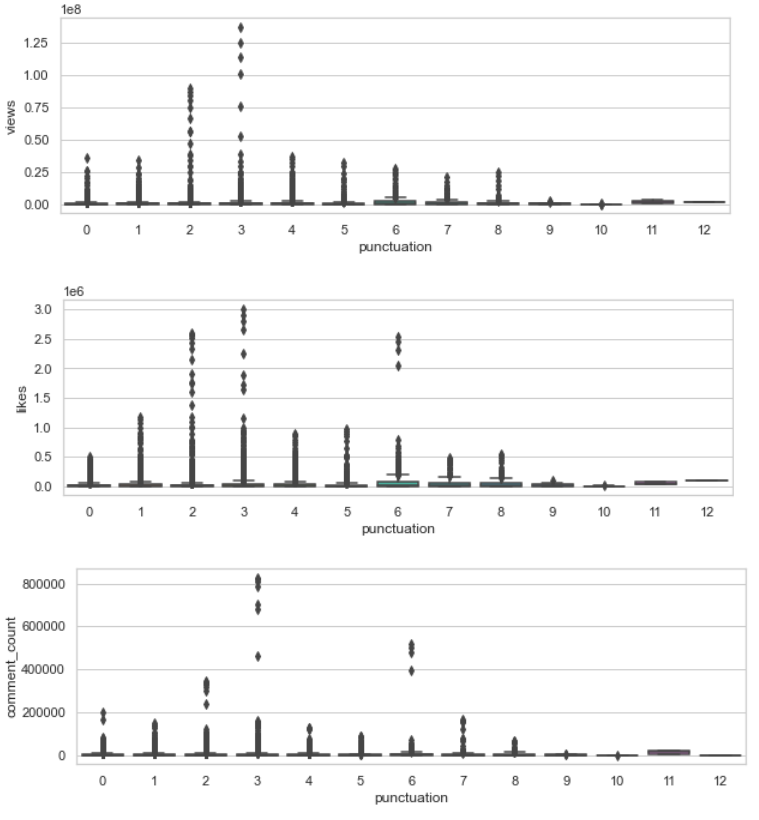 1e8
1.25
1.00
0.75
0.50
0.25
0.00
views
0 1 2 3 4 5 6 7 8 9 10 11 12
punctuation
1e6
3.0
2.5
2.0
1.5
1.0
0.5
0.0
likes
0 1 2 3 4 5 6 7 8 9 10 11 12
punctuation
800000
600000
400000
200000
0
comment_count
0 1 2 3 4 5 6 7 8 9 10 11 12
punctuation